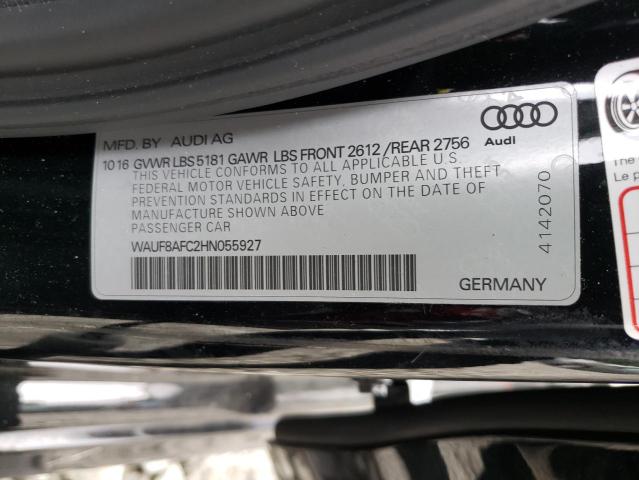 MFD. BY AUDI AG
Audi
10 16 GVWR LBS 5181 GAWR LBS FRONT 2612 /REAR 2756
THIS VEHICLE CONFORMS TO ALL APPLICABLE U.S.
FEDERAL MOTOR VEHICLE SAFETY, BUMPER AND THEFT
PREVENTION STANDARDS IN EFFECT ON THE DATE OF
MANUFACTURE SHOWN ABOVE
PASSENGER CAR
WAUF8AFC2HN055927
4142070
GERMANY
The
Le p